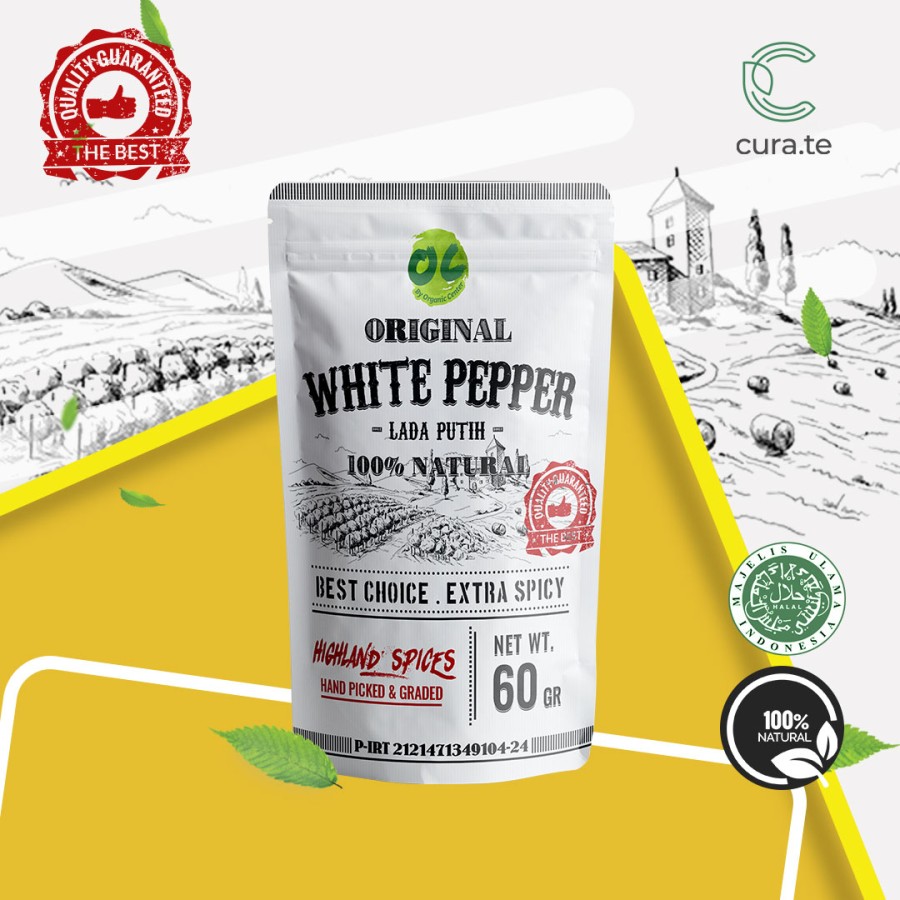 QUALITY GUARANTEED
THE BEST
cura.te
OC
By Organic Center
ORIGINAL
WHITE PEPPER
- LADA PUTIH -
100% NATURAL
QUALITY GUARANTEED
THE BEST
BEST CHOICE . EXTRA SPICY
HIGHLAND SPICES
HAND PICKED & GRADED
NET WT.
60 GR
P-IRT 2121471349104-24
MAJELIS ULAMA
INDONESIA
حلال
HALAL
100%
NATURAL